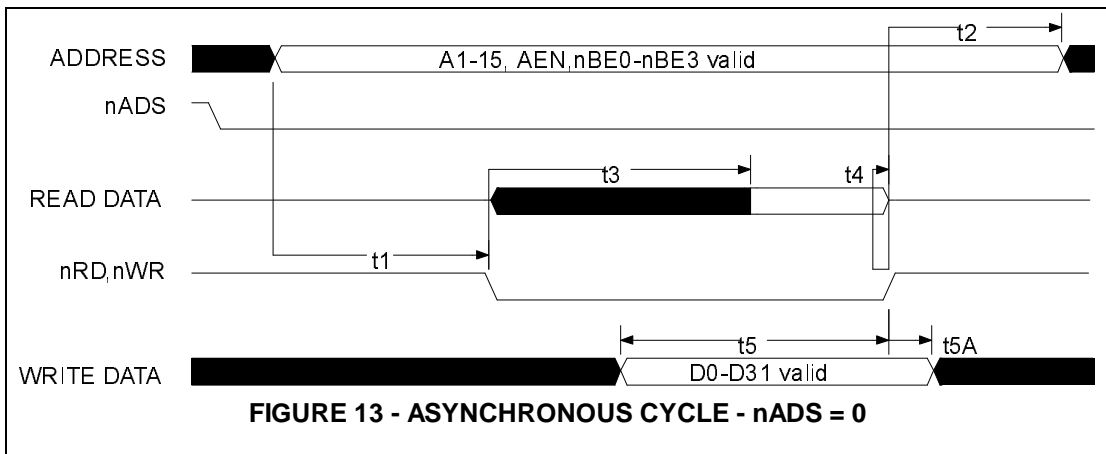 t2
ADDRESS
A1-15, AEN,nBE0-nBE3 valid
nADS
t3
t4
READ DATA
t1
nRD,nWR
t5
t5A
WRITE DATA
D0-D31 valid
FIGURE 13 - ASYNCHRONOUS CYCLE - nADS = 0